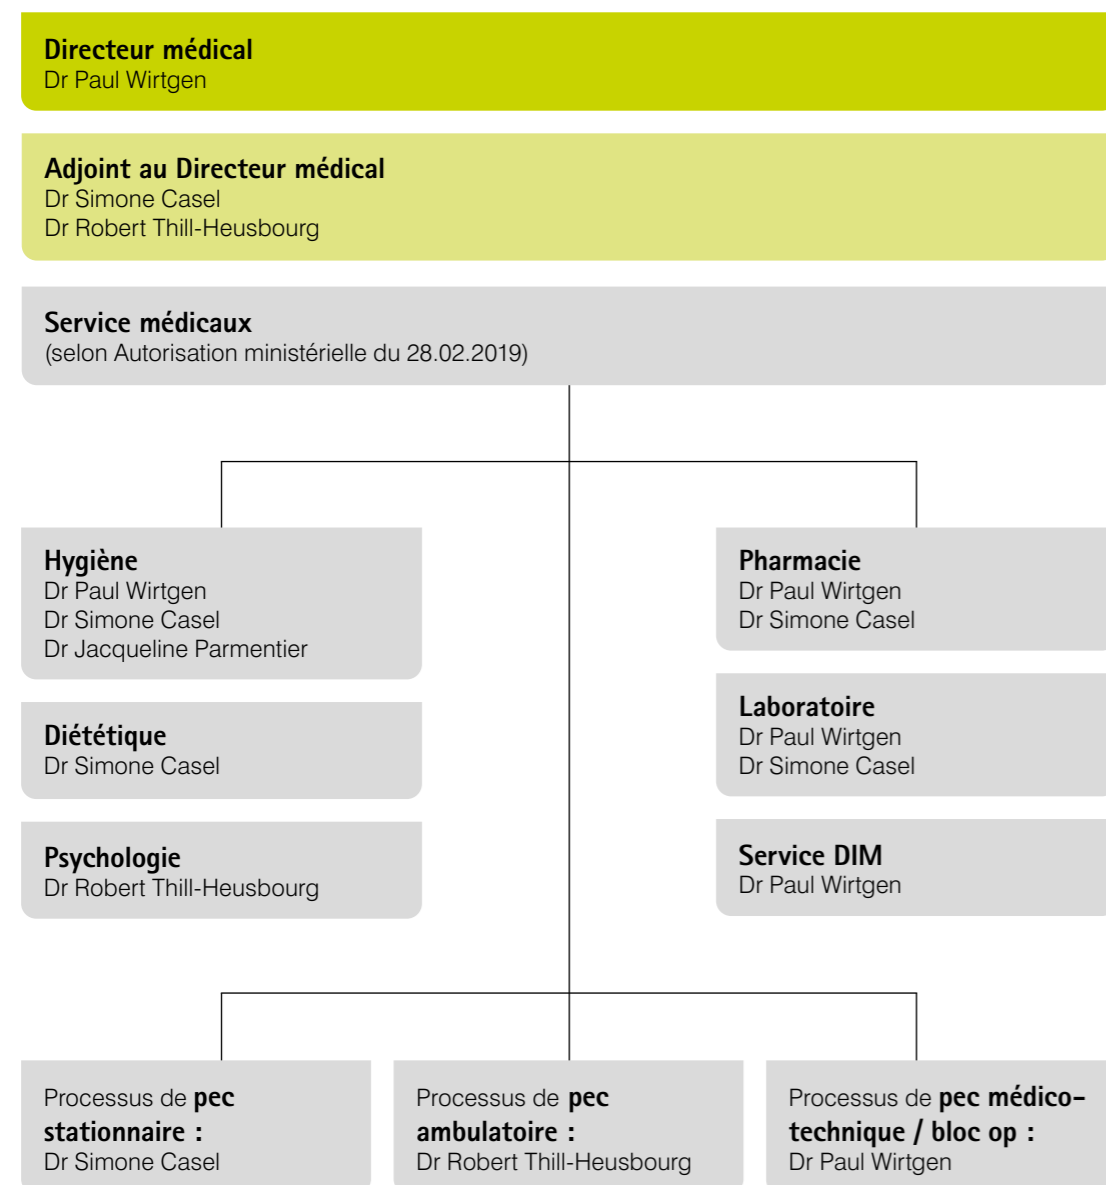 Directeur médical
Dr Paul Wirtgen
Adjoint au Directeur médical
Dr Simone Casel
Dr Robert Thill-Heusbourg
Service médicaux
(selon Autorisation ministérielle du 28.02.2019)
Hygiène
Dr Paul Wirtgen
Dr Simone Casel
Dr Jacqueline Parmentier
Diététique
Dr Simone Casel
Psychologie
Dr Robert Thill-Heusbourg
Pharmacie
Dr Paul Wirtgen
Dr Simone Casel
Laboratoire
Dr Paul Wirtgen
Dr Simone Casel
Service DIM
Dr Paul Wirtgen
Processus de pec
stationnaire :
Dr Simone Casel
Processus de pec
ambulatoire :
Dr Robert Thill-Heusbourg
Processus de pec médico-
technique / bloc op :
Dr Paul Wirtgen